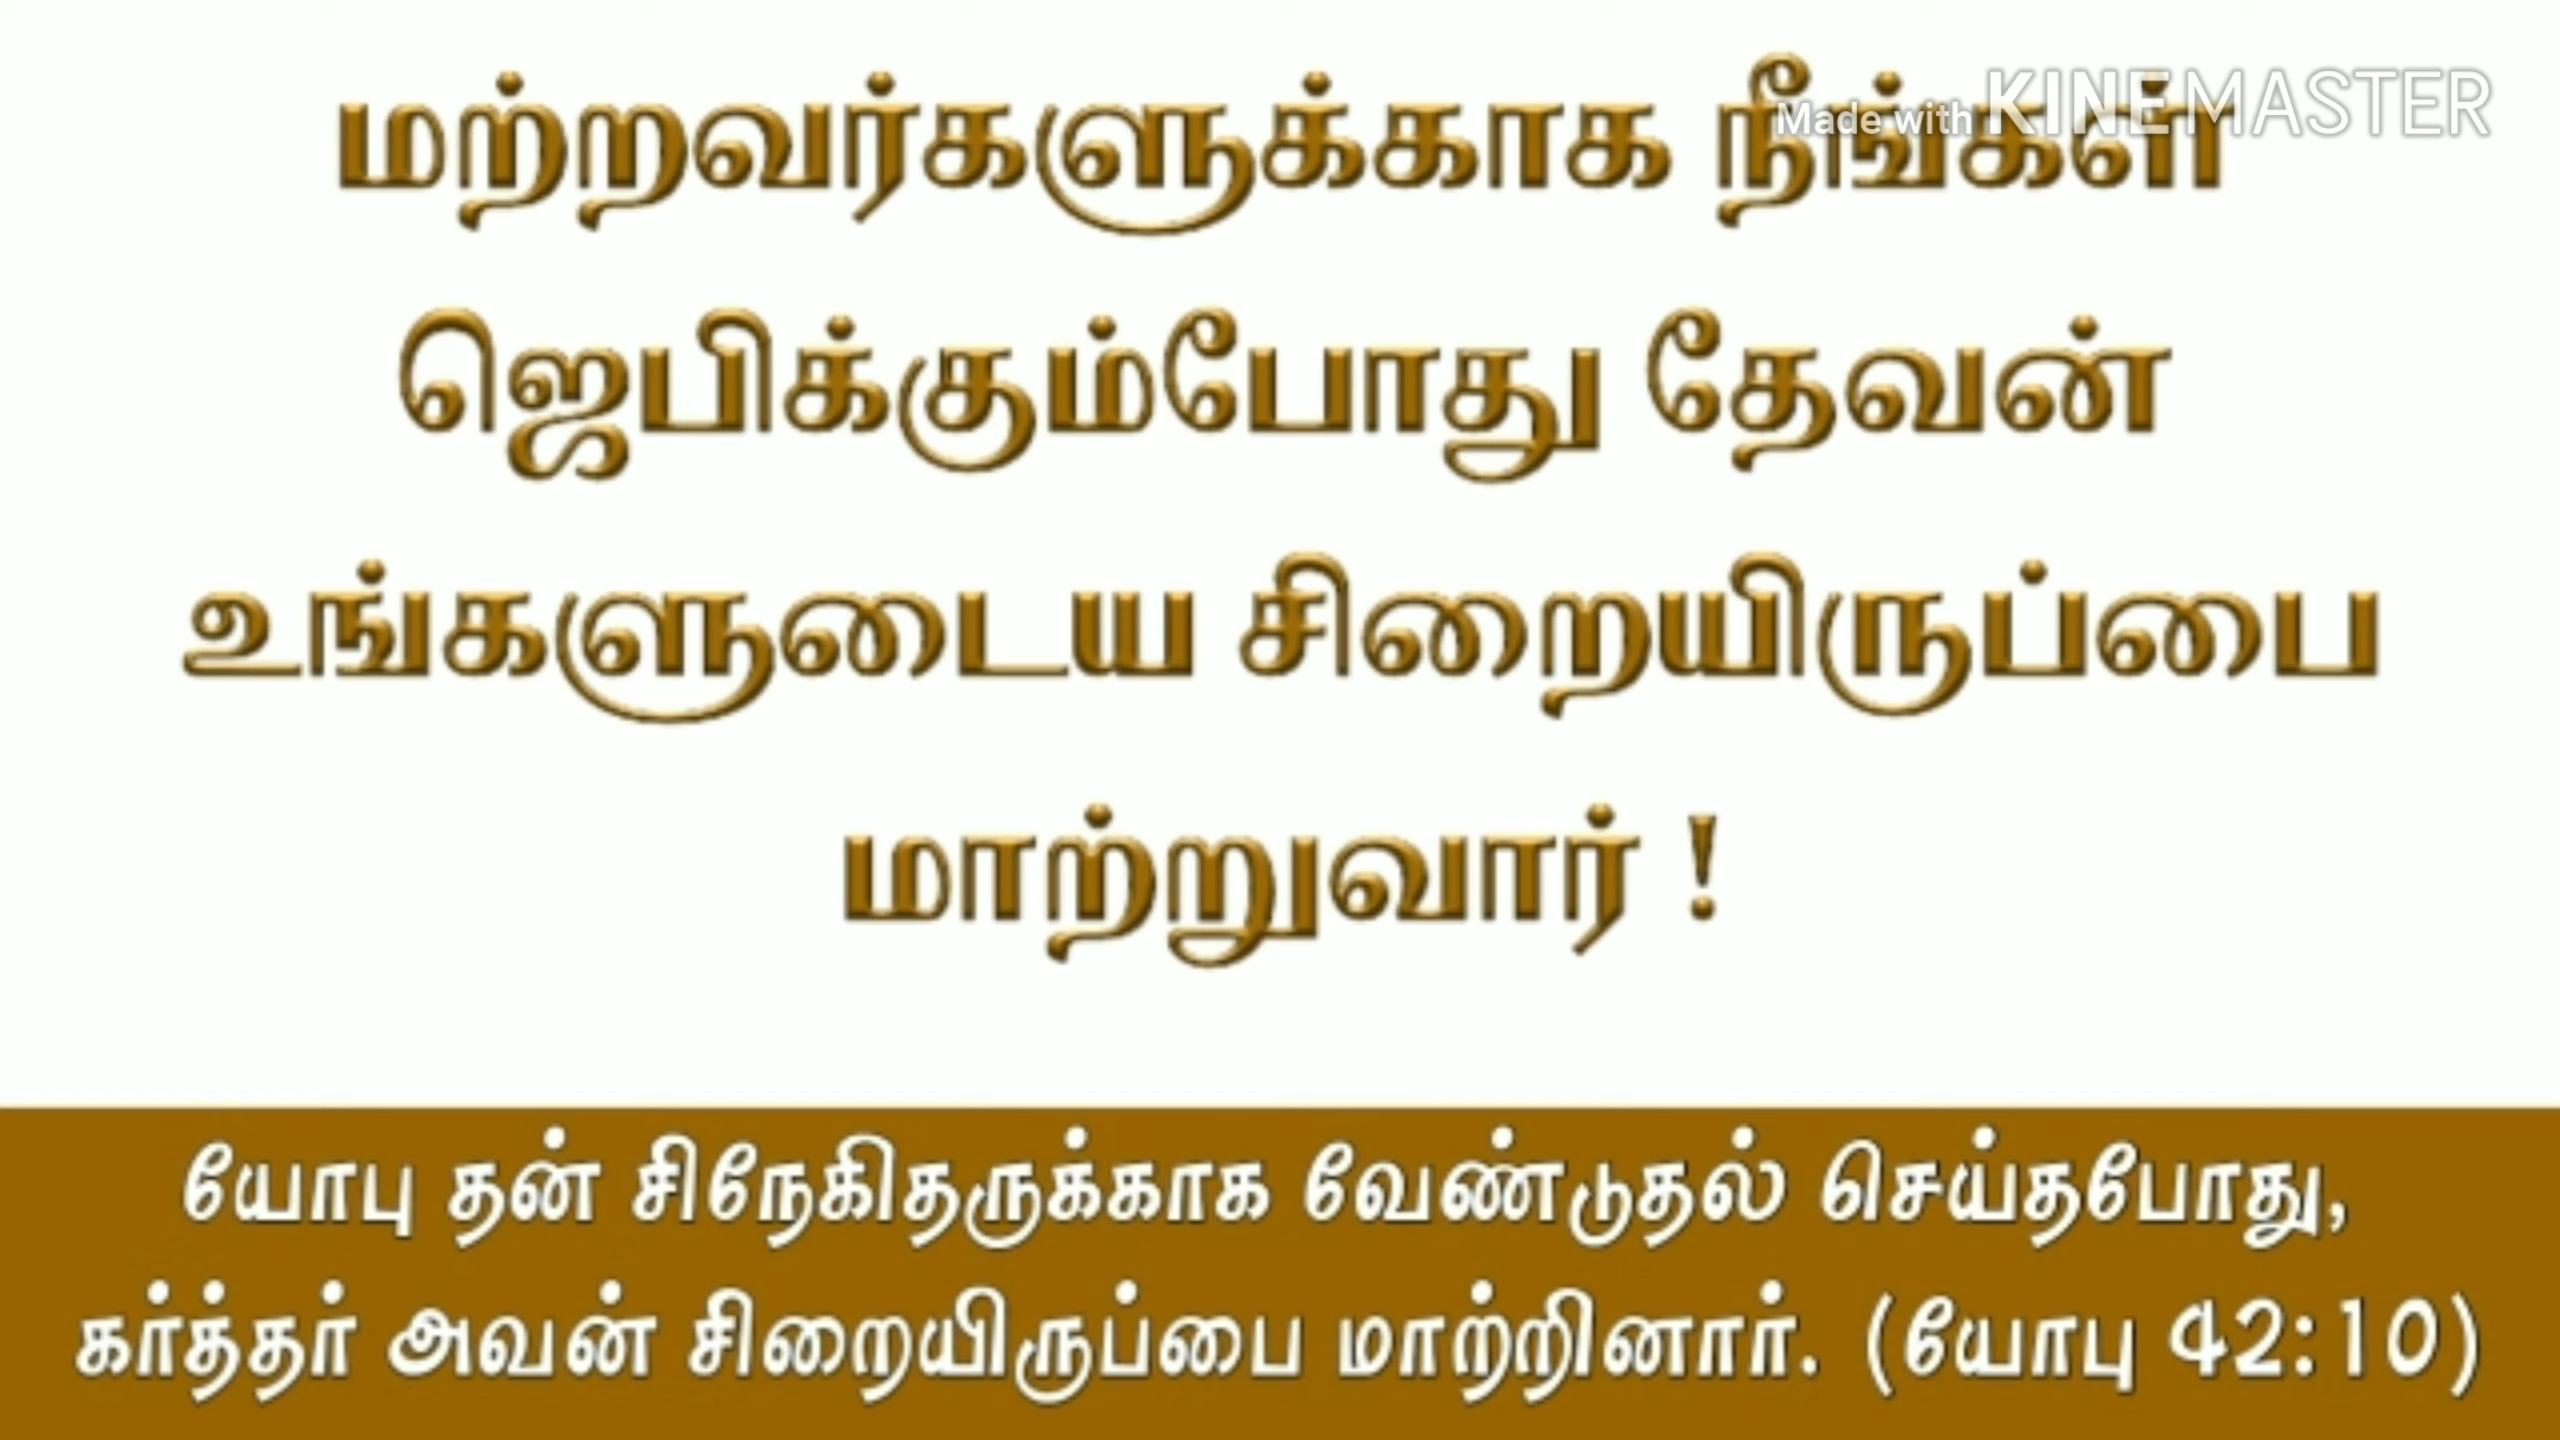 மற்றவர்களுக்காக நீங்கள்
Made with KINEMASTER
ஜெபிக்கும்போது தேவன்
உங்களுடைய சிறையிருப்பை
மாற்றுவார் !
யோபு தன் சிநேகிதருக்காக வேண்டுதல் செய்தபோது,
கர்த்தர் அவன் சிறையிருப்பை மாற்றினார். (யோபு 42:10)